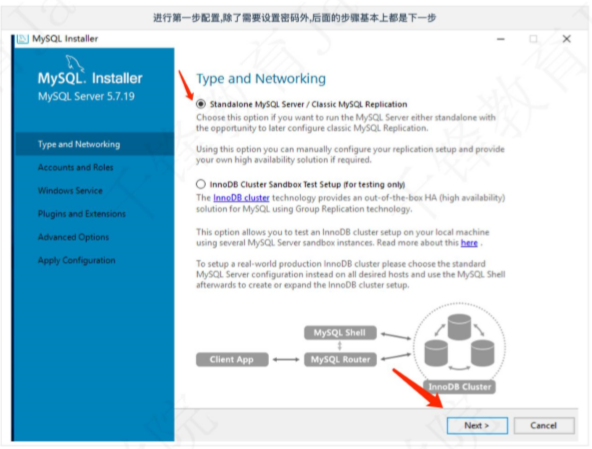 进行第一步配置,除了需要设置密码外,后面的步骤基本上都是下一步
MySQL Installer
MySQL. Installer
MySQL Server 5.7.19
Type and Networking
Accounts and Roles
Windows Service
Plugins and Extensions
Advanced Options
Apply Configuration
Type and Networking
Standalone MySQL Server / Classic MySQL Replication
Choose this option if you want to run the MySQL Server either standalone with
the opportunity to later configure classic MySQL Replication.
Using this option you can manually configure your replication setup and provide
your own high availability solution if required.
InnoDB Cluster Sandbox Test Setup (for testing only)
The InnoDB cluster technology provides an out-of-the-box HA (high availability)
solution for MySQL using Group Replication technology.
This option allows you to test an InnoDB cluster setup on your local machine
using several MySQL Server sandbox instances. Read more about this here .
To setup a real-world production InnoDB cluster please choose the standard
MySQL Server configuration instead on all desired hosts and use the MySQL Shell
afterwards to create or expand the InnoDB cluster setup.
MySQL Shell
Client App
MySQL Router
InnoDB Cluster
Next >
Cancel